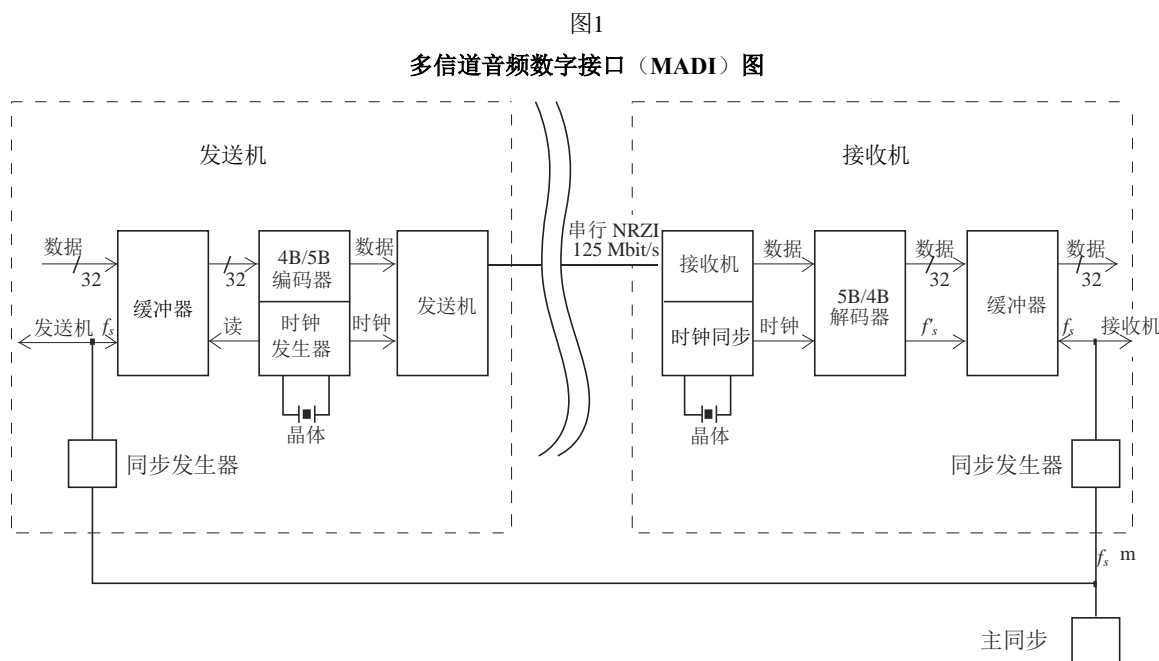 图1
多信道音频数字接口（MADI）图
发送机
接收机
数据
32
缓冲器
发送机 fs
32
读
4B/5B
编码器
时钟
发生器
晶体
数据
时钟
发送机
串行 NRZI
125 Mbit/s
接收机
时钟同步
晶体
数据
时钟
5B/4B
解码器
数据
32
f's
缓冲器
数据
32
fs
接收机
同步发生器
同步发生器
fs m
主同步